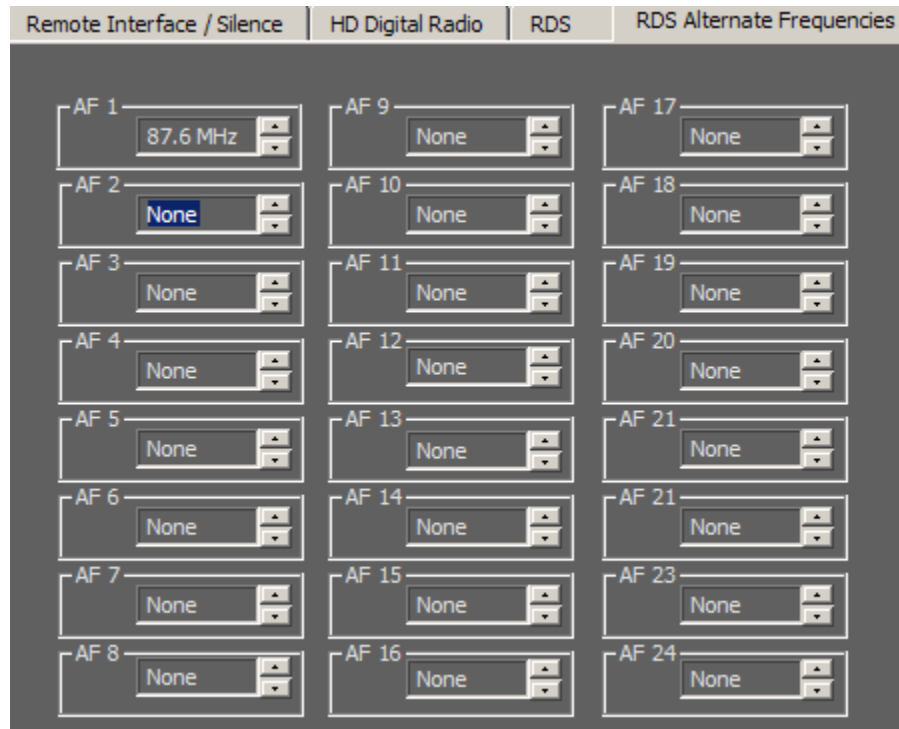 Remote Interface / Silence HD Digital Radio RDS RDS Alternate Frequencies
AF 1 AF 9 AF 17
87.6 MHz None None
AF 2 AF 10 AF 18
None None None
AF 3 AF 11 AF 19
None None None
AF 4 AF 12 AF 20
None None None
AF 5 AF 13 AF 21
None None None
AF 6 AF 14 AF 21
None None None
AF 7 AF 15 AF 23
None None None
AF 8 AF 16 AF 24
None None None